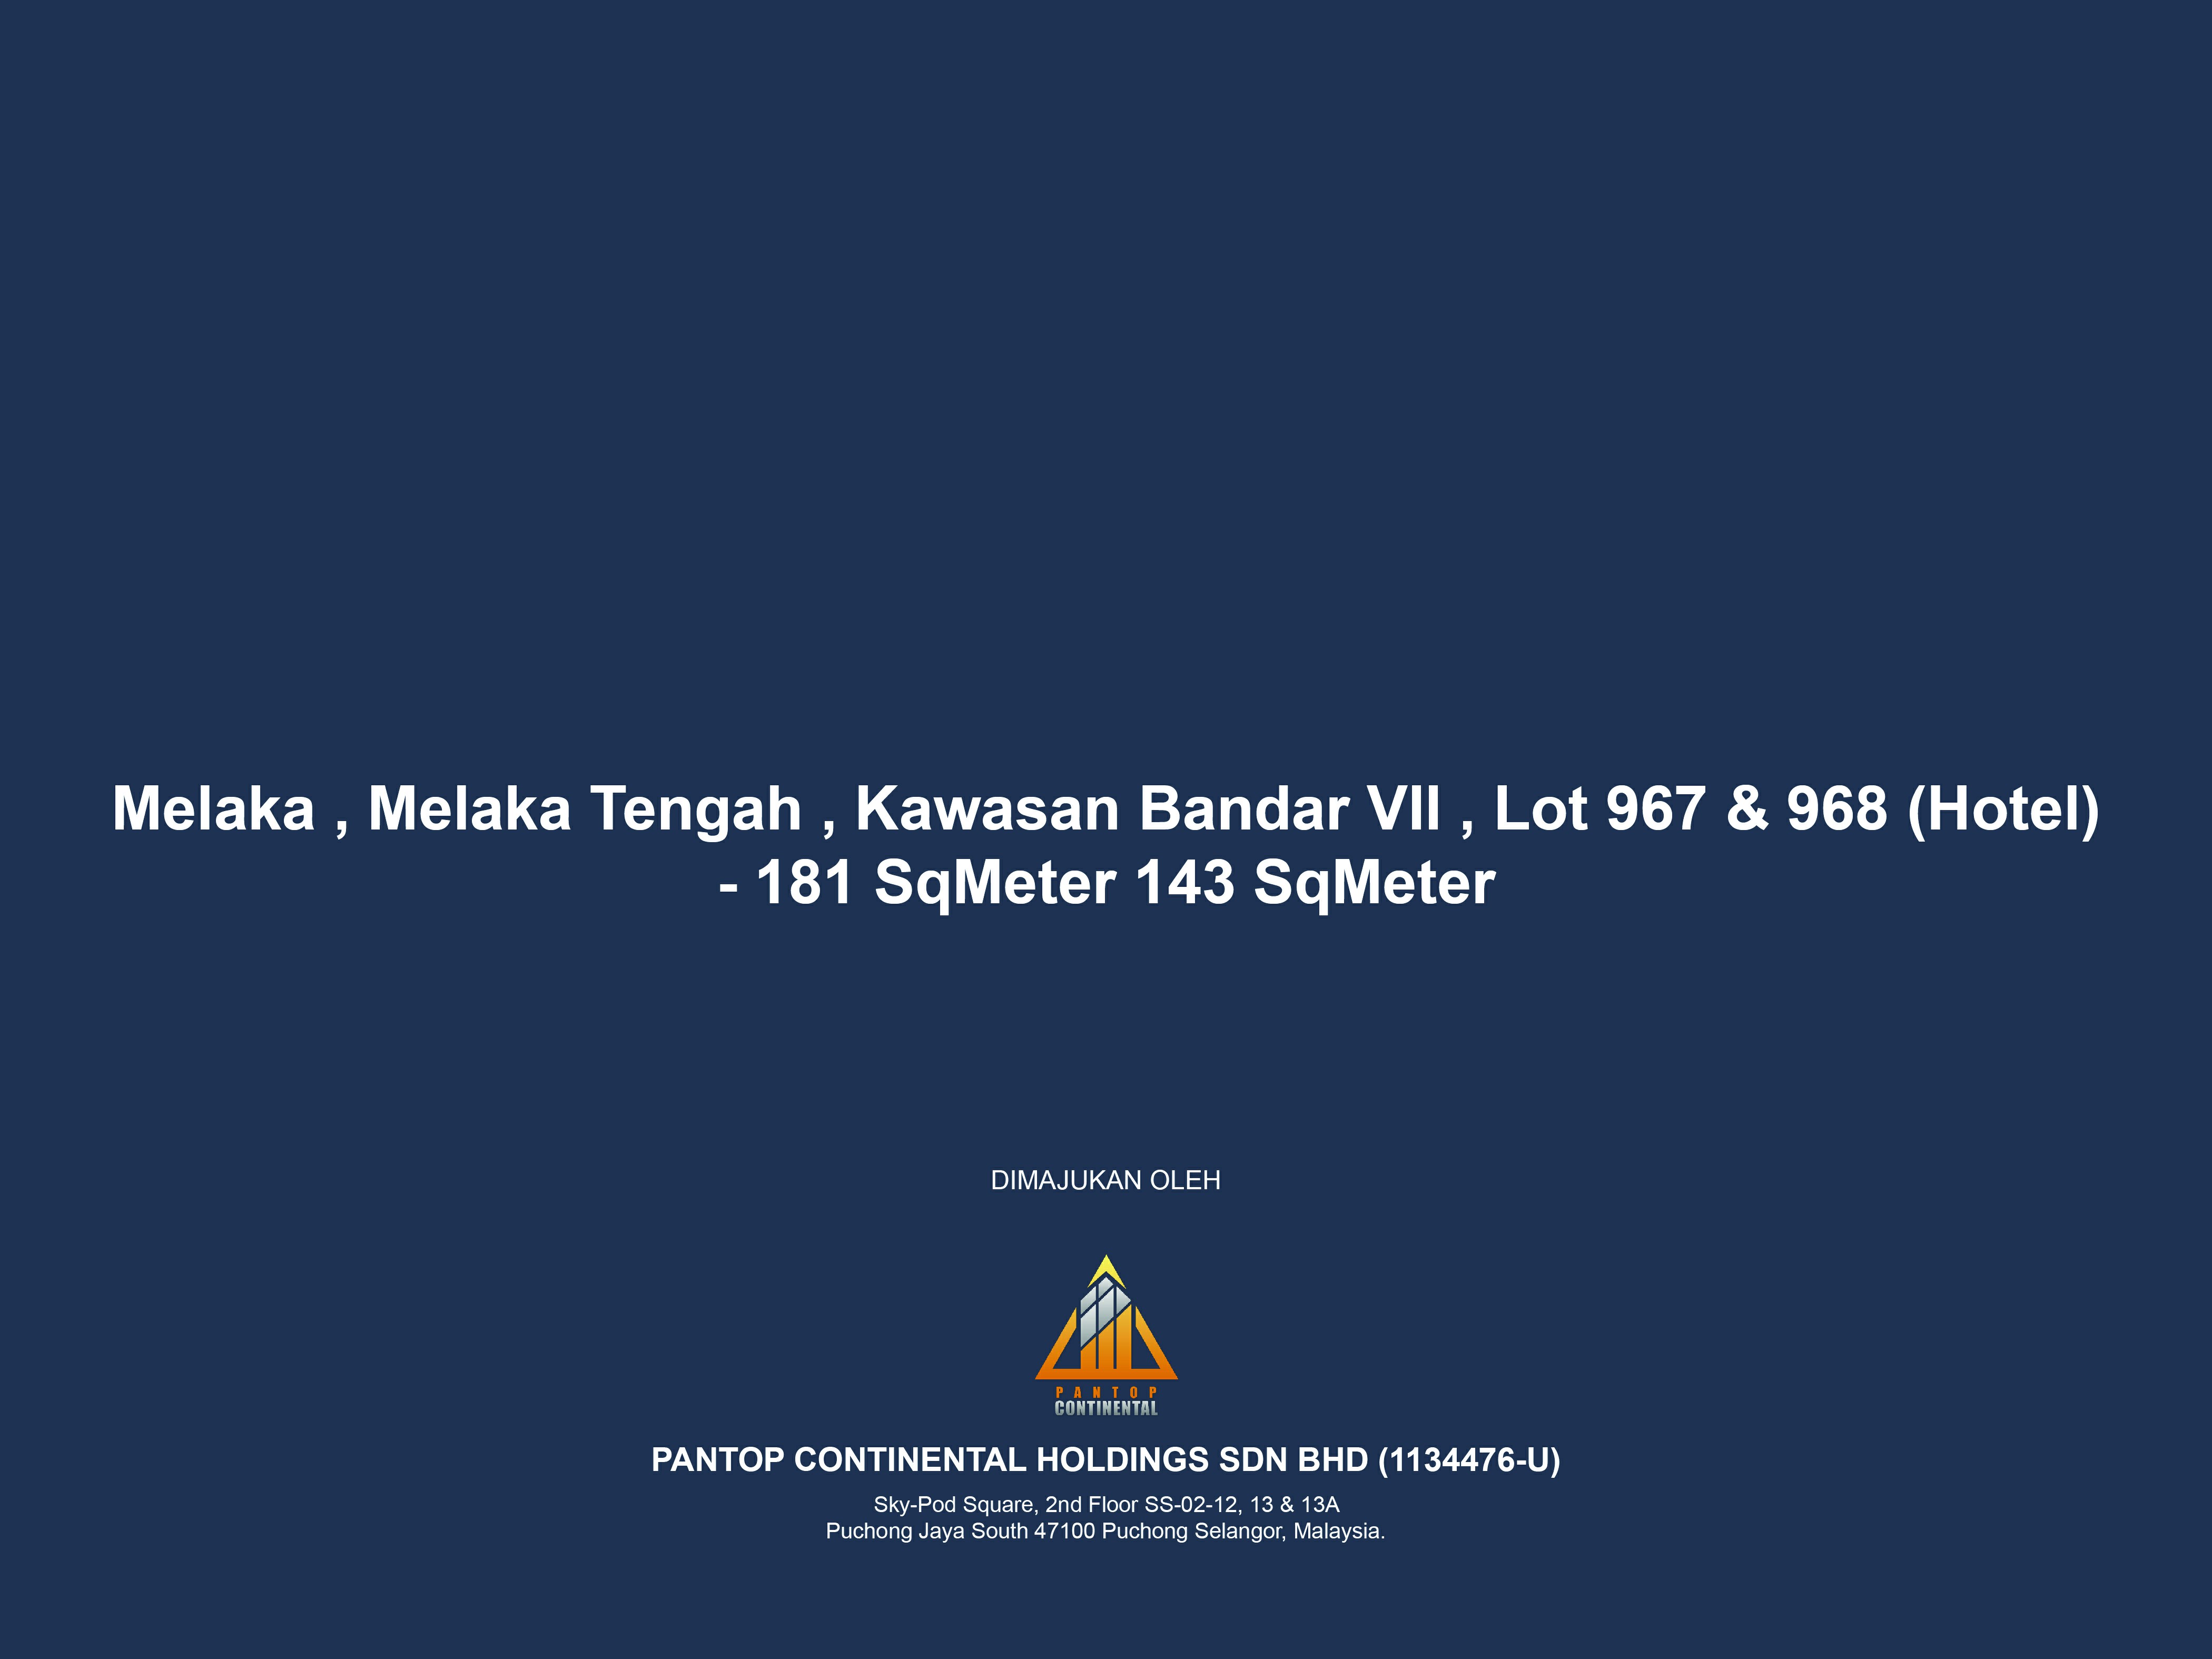 Melaka , Melaka Tengah , Kawasan Bandar VII , Lot 967 & 968 (Hotel)
- 181 SqMeter 143 SqMeter
DIMAJUKAN OLEH
PANTOP
CONTINENTAL
PANTOP CONTINENTAL HOLDINGS SDN BHD (1134476-U)
Sky-Pod Square, 2nd Floor SS-02-12, 13 & 13A
Puchong Jaya South 47100 Puchong Selangor, Malaysia.